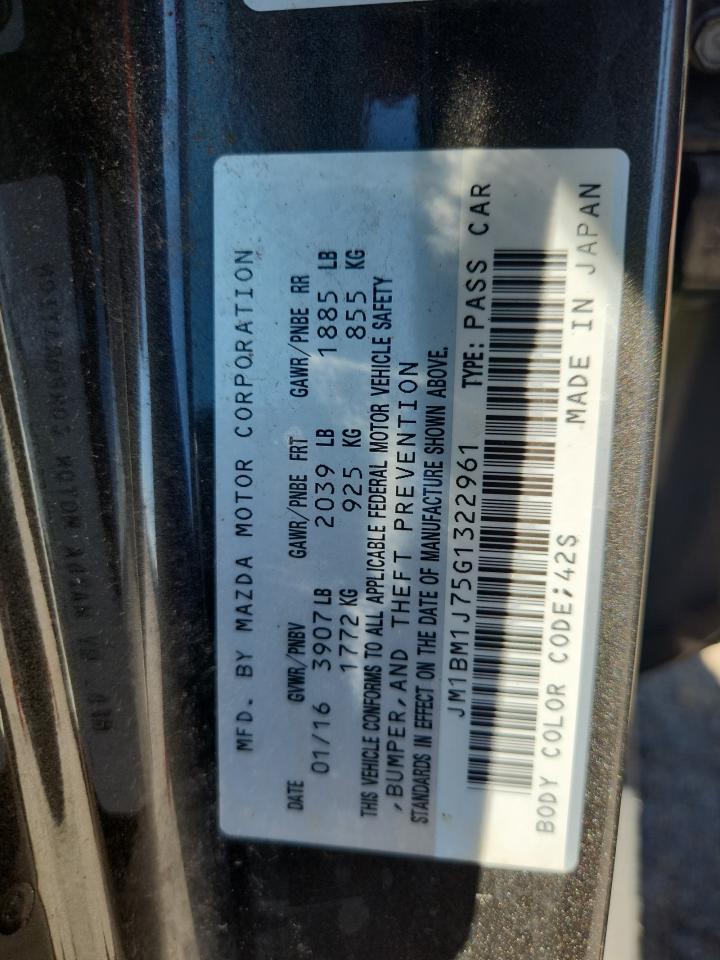 MFD. BY MAZDA MOTOR CORPORATION
DATE GVWR/PNBV GAWR/PNBE FRT GAWR/PNBE RR
01/16 3907 LB 2039 LB 1885 LB
1772 KG 925 KG 855 KG
THIS VEHICLE CONFORMS TO ALL APPLICABLE FEDERAL MOTOR VEHICLE SAFETY
,BUMPER, AND THEFT PREVENTION
STANDARDS IN EFFECT ON THE DATE OF MANUFACTURE SHOWN ABOVE.
JM1BM1J75G1322961 TYPE: PASS CAR
BODY COLOR CODE;42S MADE IN JAPAN